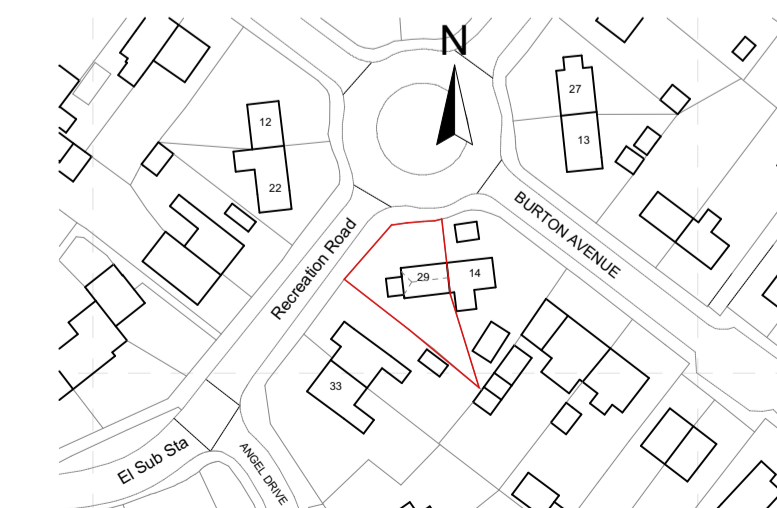 N
27
12
13
22
BURTON AVENUE
Recreation Road
29
14
33
El Sub Sta
ANGEL DRIVE